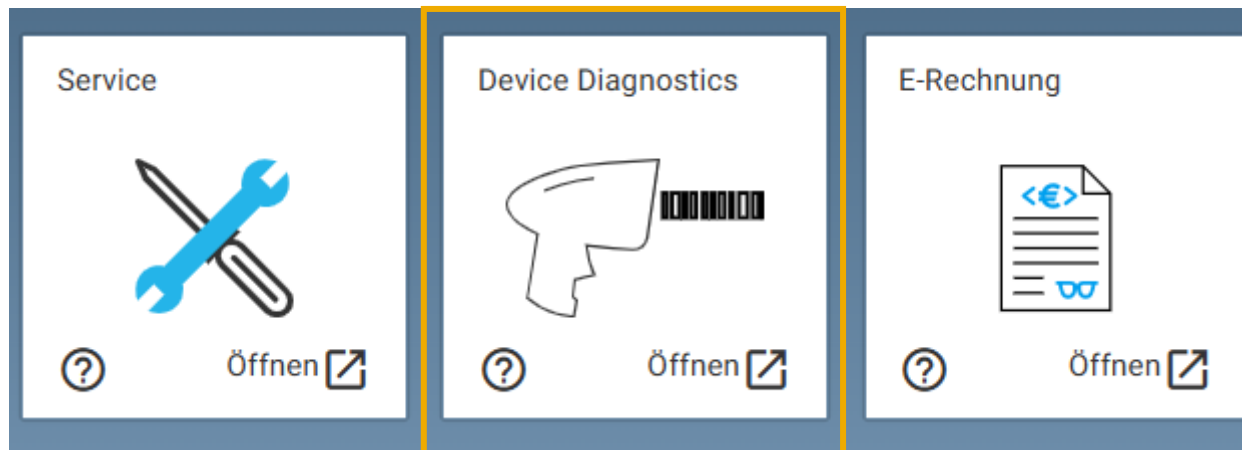 Service
Device Diagnostics
E-Rechnung
<€>
Öffnen
Öffnen
Öffnen